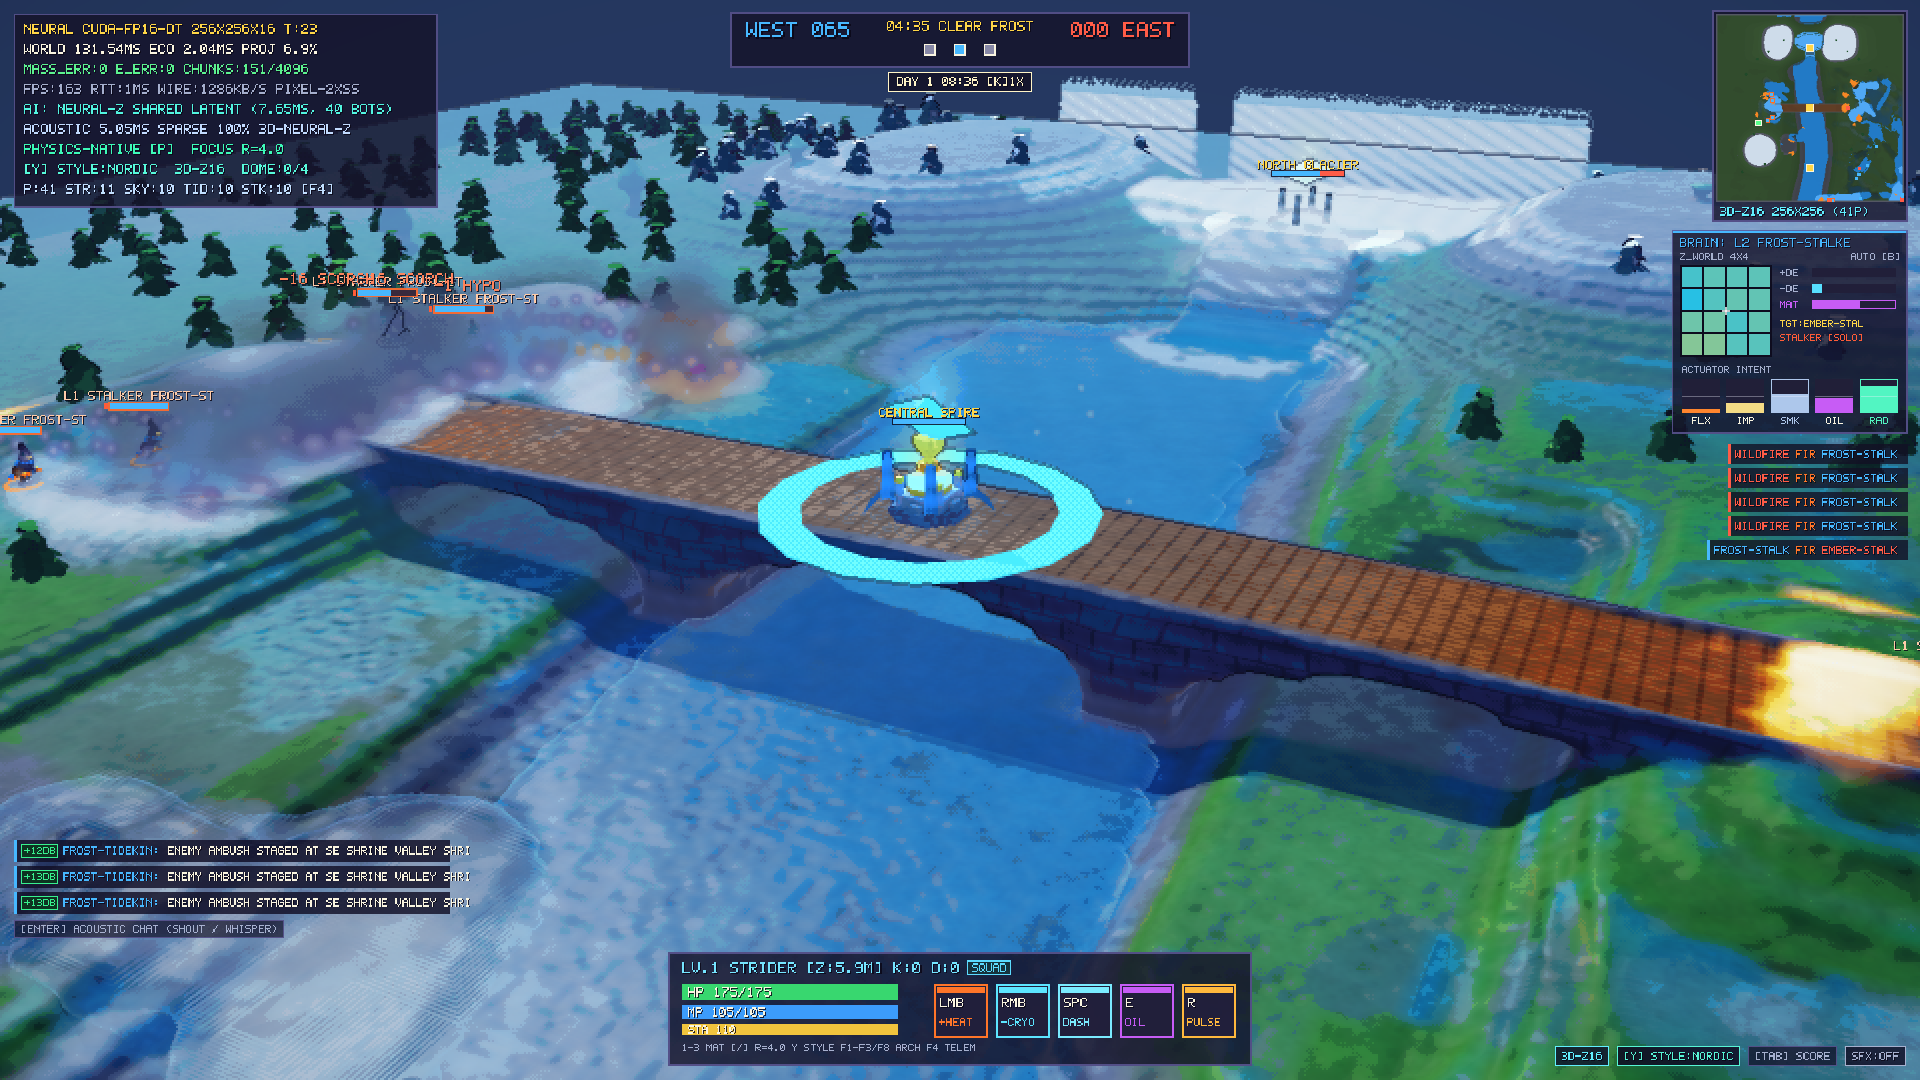 NEURAL CUDA-FP16-DT 256X256X16 T:23
WORLD 131.54MS ECO 2.04MS PROJ 6.9%
MASS_ERR:0 E_ERR:0 CHUNKS:151/4096
FPS:163 RTT:1MS WIRE:1286KB/S PIXEL-2XSS
AI: NEURAL-Z SHARED LATENT (7.65MS, 40 BOTS)
ACOUSTIC 5.05MS SPARSE 100% 3D-NEURAL-Z
PHYSICS-NATIVE [P] FOCUS R=4.0
[Y] STYLE:NORDIC 3D-Z16 DOME:0/4
P:41 STR:11 SKY:10 TID:10 STK:10 [F4]
WEST 065
04:35 CLEAR FROST
000 EAST
DAY 1 08:36 [K]1X
3D-Z16 256X256 (41P)
NORTH GLACIER
BRAIN: L2 FROST-STALKE
Z_WORLD 4X4
AUTO [B]
+DE
-DE
MAT
TGT:EMBER-STAL
STALKER [SOLO]
ACTUATOR INTENT
FLX IMP SMK OIL RAD
WILDFIRE FIR FROST-STALK
WILDFIRE FIR FROST-STALK
WILDFIRE FIR FROST-STALK
WILDFIRE FIR FROST-STALK
FROST-STALK FIR EMBER-STALK
-16 SCORCH
HYPO
L1 STALKER FROST-ST
L1 STALKER FROST-ST
ER FROST-ST
CENTRAL SPIRE
L1 S
+12DB FROST-TIDEKIN: ENEMY AMBUSH STAGED AT SE SHRINE VALLEY SHRI
+13DB FROST-TIDEKIN: ENEMY AMBUSH STAGED AT SE SHRINE VALLEY SHRI
+13DB FROST-TIDEKIN: ENEMY AMBUSH STAGED AT SE SHRINE VALLEY SHRI
[ENTER] ACOUSTIC CHAT (SHOUT / WHISPER)
LV.1 STRIDER [Z:5.9M] K:0 D:0 SQUAD
HP 175/175
MP 105/105
STA 110
LMB +HEAT
RMB -CRYO
SPC DASH
E OIL
R PULSE
1-3 MAT [/] R=4.0 Y STYLE F1-F3/F8 ARCH F4 TELEM
3D-Z16
[Y] STYLE:NORDIC
[TAB] SCORE
SFX:OFF